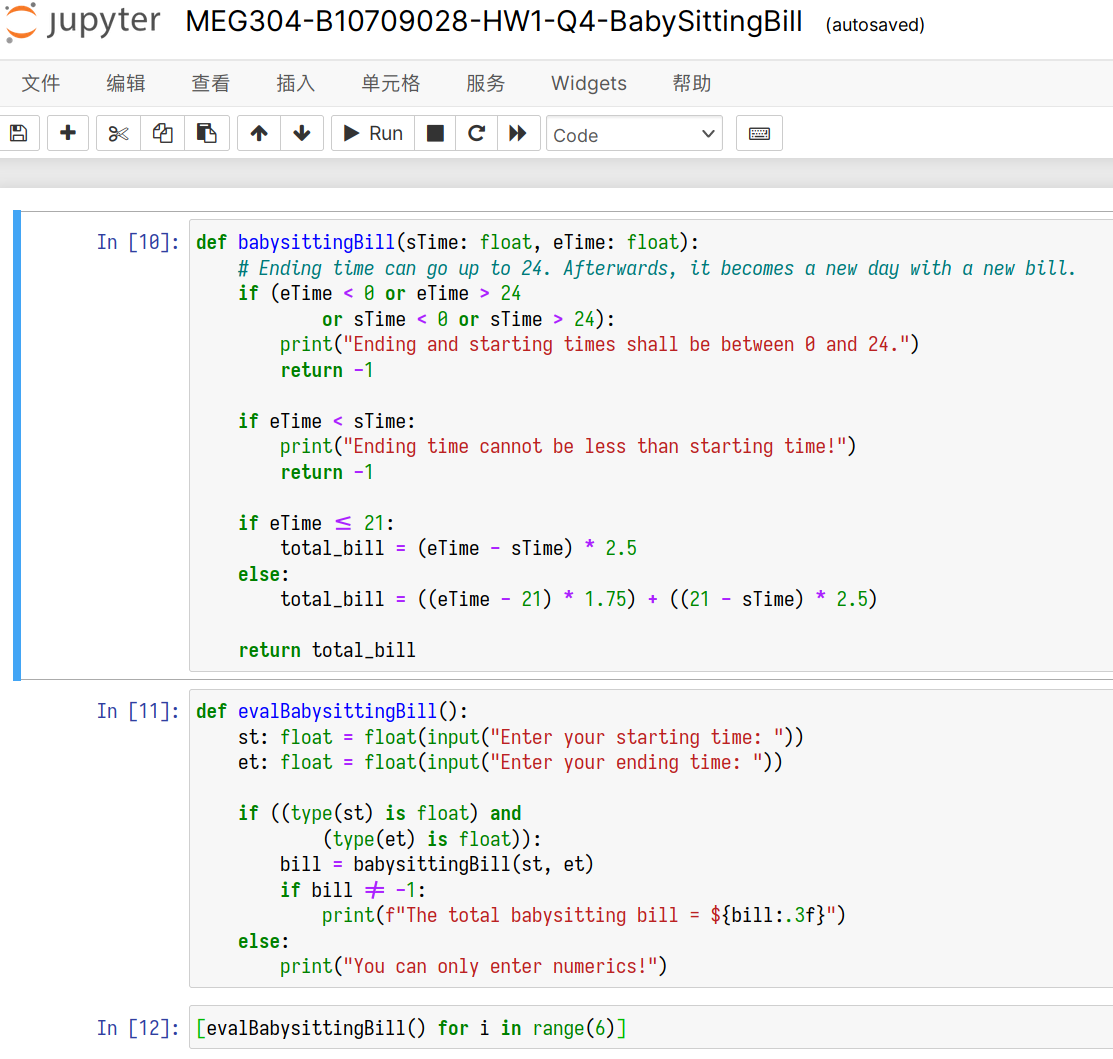 jupyter MEG304-B10709028-HW1-Q4-BabySittingBill (autosaved)
文件 编辑 查看 插入 单元格 服务 Widgets 帮助
Run Code
In [10]: def babysittingBill(sTime: float, eTime: float):
# Ending time can go up to 24. Afterwards, it becomes a new day with a new bill.
if (eTime < 0 or eTime > 24
or sTime < 0 or sTime > 24):
print("Ending and starting times shall be between 0 and 24.")
return -1
if eTime < sTime:
print("Ending time cannot be less than starting time!")
return -1
if eTime ≤ 21:
total_bill = (eTime - sTime) * 2.5
else:
total_bill = ((eTime - 21) * 1.75) + ((21 - sTime) * 2.5)
return total_bill
In [11]: def evalBabysittingBill():
st: float = float(input("Enter your starting time: "))
et: float = float(input("Enter your ending time: "))
if ((type(st) is float) and
(type(et) is float)):
bill = babysittingBill(st, et)
if bill ≠ -1:
print(f"The total babysitting bill = ${bill:.3f}")
else:
print("You can only enter numerics!")
In [12]: [evalBabysittingBill() for i in range(6)]